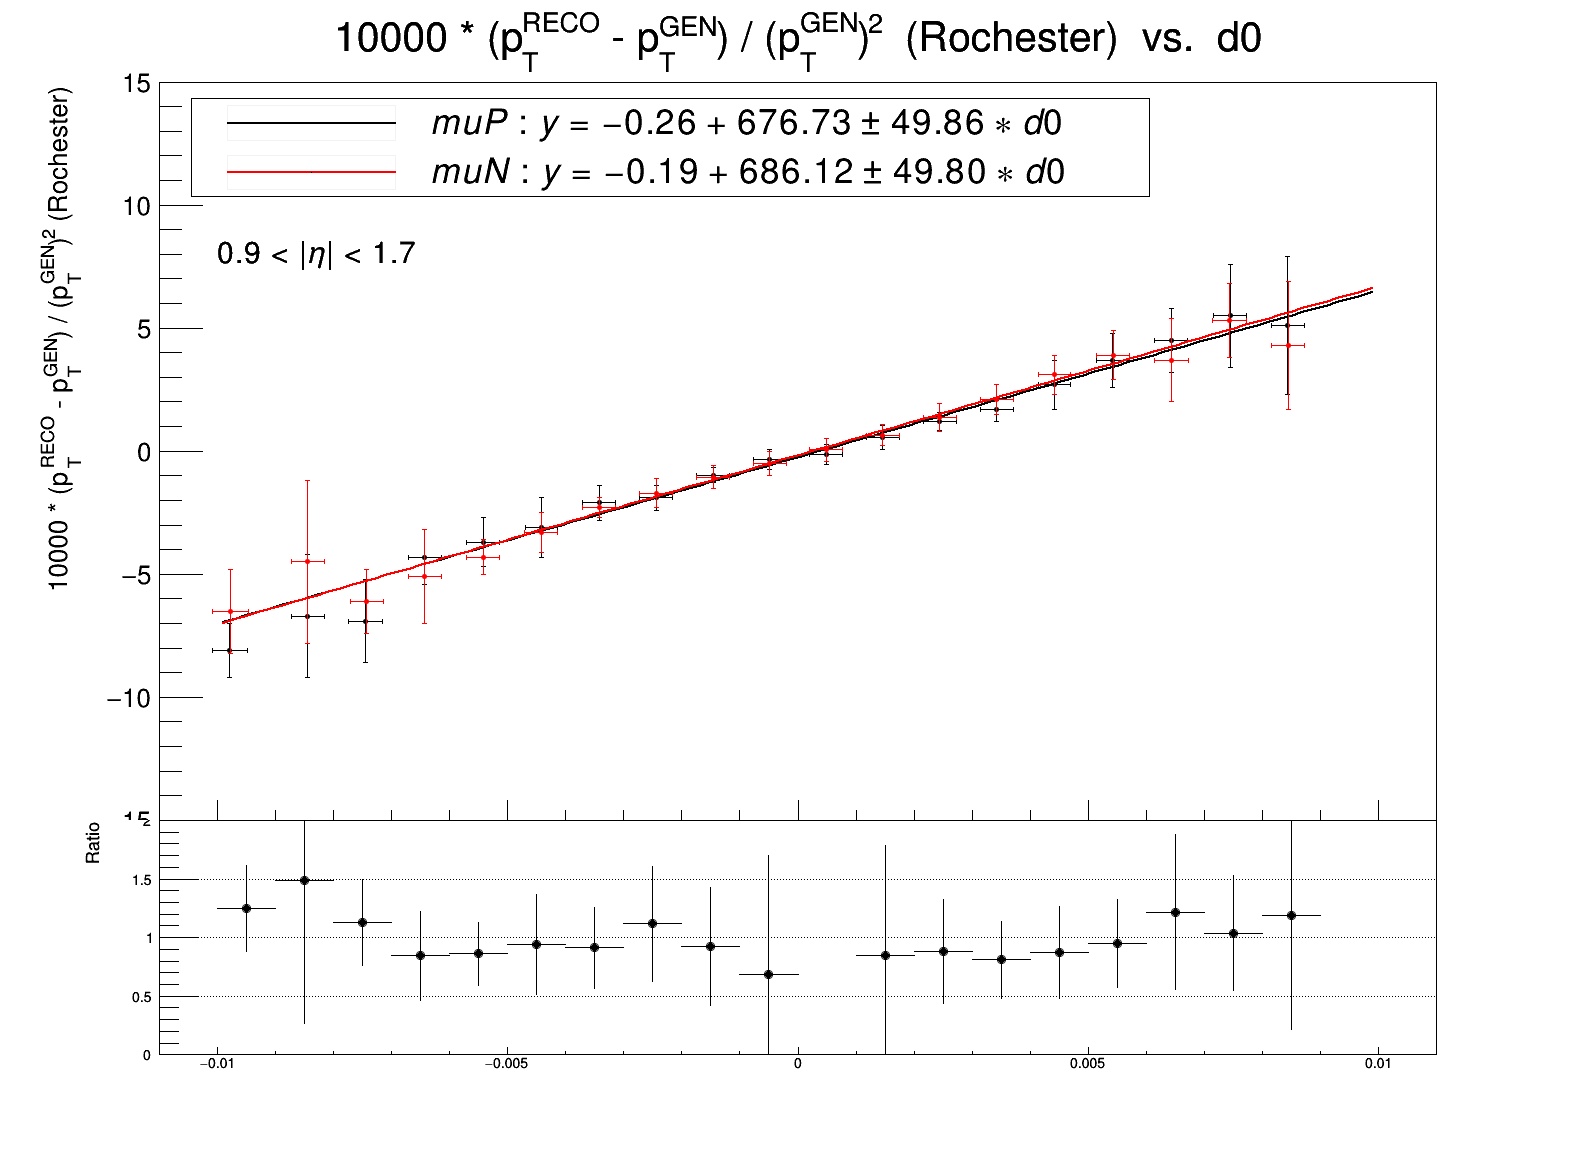 10000 * (p_T^RECO - p_T^GEN) / (p_T^GEN)^2 (Rochester) vs. d0
10000 * (p_T^RECO - p_T^GEN) / (p_T^GEN)^2 (Rochester)
15
muP : y = −0.26 + 676.73 ± 49.86 * d0
muN : y = −0.19 + 686.12 ± 49.80 * d0
10
0.9 < |η| < 1.7
5
0
−5
−10
15
Ratio
2
1.5
1
0.5
0
−0.01 −0.005 0 0.005 0.01